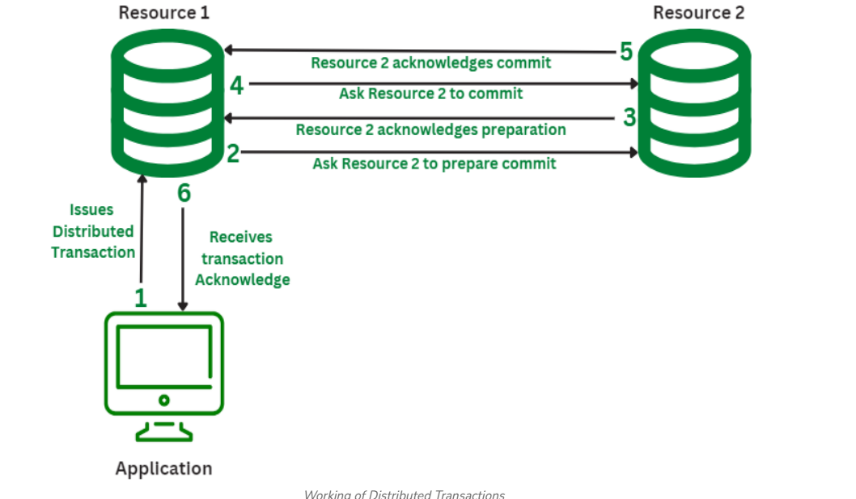 Resource 1
Resource 2
5
Resource 2 acknowledges commit
4
Ask Resource 2 to commit
3
Resource 2 acknowledges preparation
2
Ask Resource 2 to prepare commit
6
Issues
Distributed
Transaction
Receives
transaction
Acknowledge
1
Application
Working of Distributed Transactions